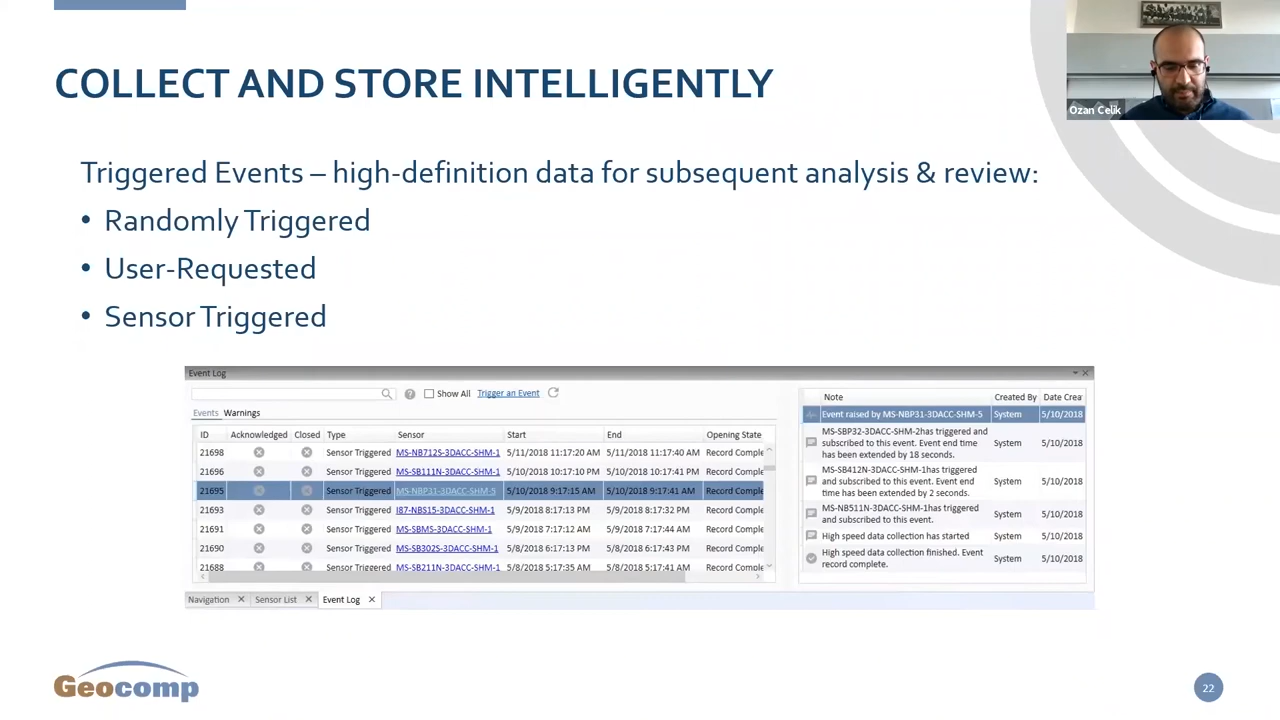 COLLECT AND STORE INTELLIGENTLY
Ozan Celik
Triggered Events – high-definition data for subsequent analysis & review:
• Randomly Triggered
• User-Requested
• Sensor Triggered
Event Log
Show All Trigger an Event
Events Warnings
ID Acknowledged Closed Type Sensor Start End Opening State
21698 Sensor Triggered MS-NB712S-3DACC-SHM-1 5/11/2018 11:17:20 AM 5/11/2018 11:17:40 AM Record Comple
21696 Sensor Triggered MS-SB111N-3DACC-SHM-1 5/10/2018 10:17:10 PM 5/10/2018 10:17:41 PM Record Comple
21695 Sensor Triggered MS-NBP31-3DACC-SHM-5 5/10/2018 9:17:15 AM 5/10/2018 9:17:41 AM Record Comple
21693 Sensor Triggered I87-NBS15-3DACC-SHM-1 5/9/2018 8:17:13 PM 5/9/2018 8:17:32 PM Record Comple
21691 Sensor Triggered MS-SBMS-3DACC-SHM-1 5/9/2018 7:17:12 AM 5/9/2018 7:17:44 AM Record Comple
21690 Sensor Triggered MS-SB302S-3DACC-SHM-1 5/8/2018 6:17:13 PM 5/8/2018 6:17:43 PM Record Comple
21688 Sensor Triggered MS-SB211N-3DACC-SHM-1 5/8/2018 5:17:35 AM 5/8/2018 5:17:41 AM Record Comple
Note Created By Date Crea
Event raised by MS-NBP31-3DACC-SHM-5 System 5/10/2018
MS-SBP32-3DACC-SHM-2has triggered
and subscribed to this event. Event end time System 5/10/2018
has been extended by 18 seconds.
MS-SB412N-3DACC-SHM-1has triggered
and subscribed to this event. Event end System 5/10/2018
time has been extended by 2 seconds.
MS-NB511N-3DACC-SHM-1has triggered
and subscribed to this event. System 5/10/2018
High speed data collection has started System 5/10/2018
High speed data collection finished. Event
record complete. System 5/10/2018
Navigation Sensor List Event Log
Geocomp
22